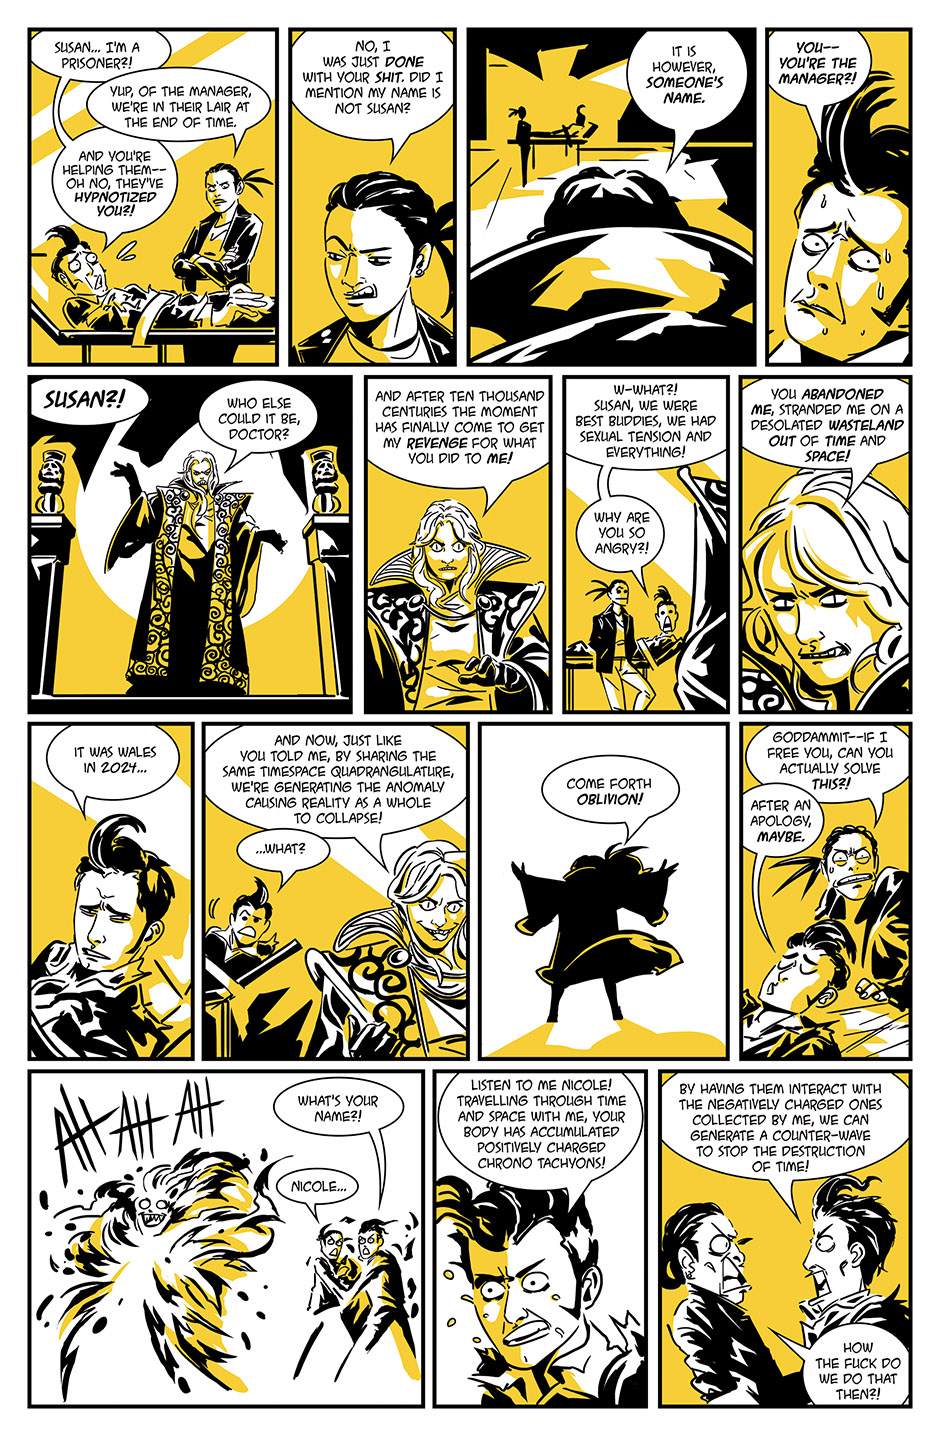 SUSAN... I'M A
PRISONER?!
YUP, OF THE MANAGER,
WE'RE IN THEIR LAIR AT
THE END OF TIME.
AND YOU'RE
HELPING THEM--
OH NO, THEY'VE
HYPNOTIZED
YOU?!
NO, I
WAS JUST DONE
WITH YOUR SHIT. DID I
MENTION MY NAME IS
NOT SUSAN?
IT IS
HOWEVER,
SOMEONE'S
NAME.
YOU--
YOU'RE THE
MANAGER?!
SUSAN?!
WHO ELSE
COULD IT BE,
DOCTOR?
AND AFTER TEN THOUSAND
CENTURIES THE MOMENT
HAS FINALLY COME TO GET
MY REVENGE FOR WHAT
YOU DID TO ME!
W-WHAT?!
SUSAN, WE WERE
BEST BUDDIES, WE HAD
SEXUAL TENSION AND
EVERYTHING!
WHY ARE
YOU SO
ANGRY?!
YOU ABANDONED
ME, STRANDED ME ON A
DESOLATED WASTELAND
OUT OF TIME AND
SPACE!
IT WAS WALES
IN 2024...
AND NOW, JUST LIKE
YOU TOLD ME, BY SHARING THE
SAME TIMESPACE QUADRANGULATURE,
WE'RE GENERATING THE ANOMALY
CAUSING REALITY AS A WHOLE
TO COLLAPSE!
...WHAT?
COME FORTH
OBLIVION!
GODDAMMIT--IF I
FREE YOU, CAN YOU
ACTUALLY SOLVE
THIS?!
AFTER AN
APOLOGY,
MAYBE.
AH AH AH
WHAT'S YOUR
NAME?!
NICOLE...
LISTEN TO ME NICOLE!
TRAVELLING THROUGH TIME
AND SPACE WITH ME, YOUR
BODY HAS ACCUMULATED
POSITIVELY CHARGED
CHRONO TACHYONS!
BY HAVING THEM INTERACT WITH
THE NEGATIVELY CHARGED ONES
COLLECTED BY ME, WE CAN
GENERATE A COUNTER-WAVE
TO STOP THE DESTRUCTION
OF TIME!
HOW
THE FUCK DO
WE DO THAT
THEN?!